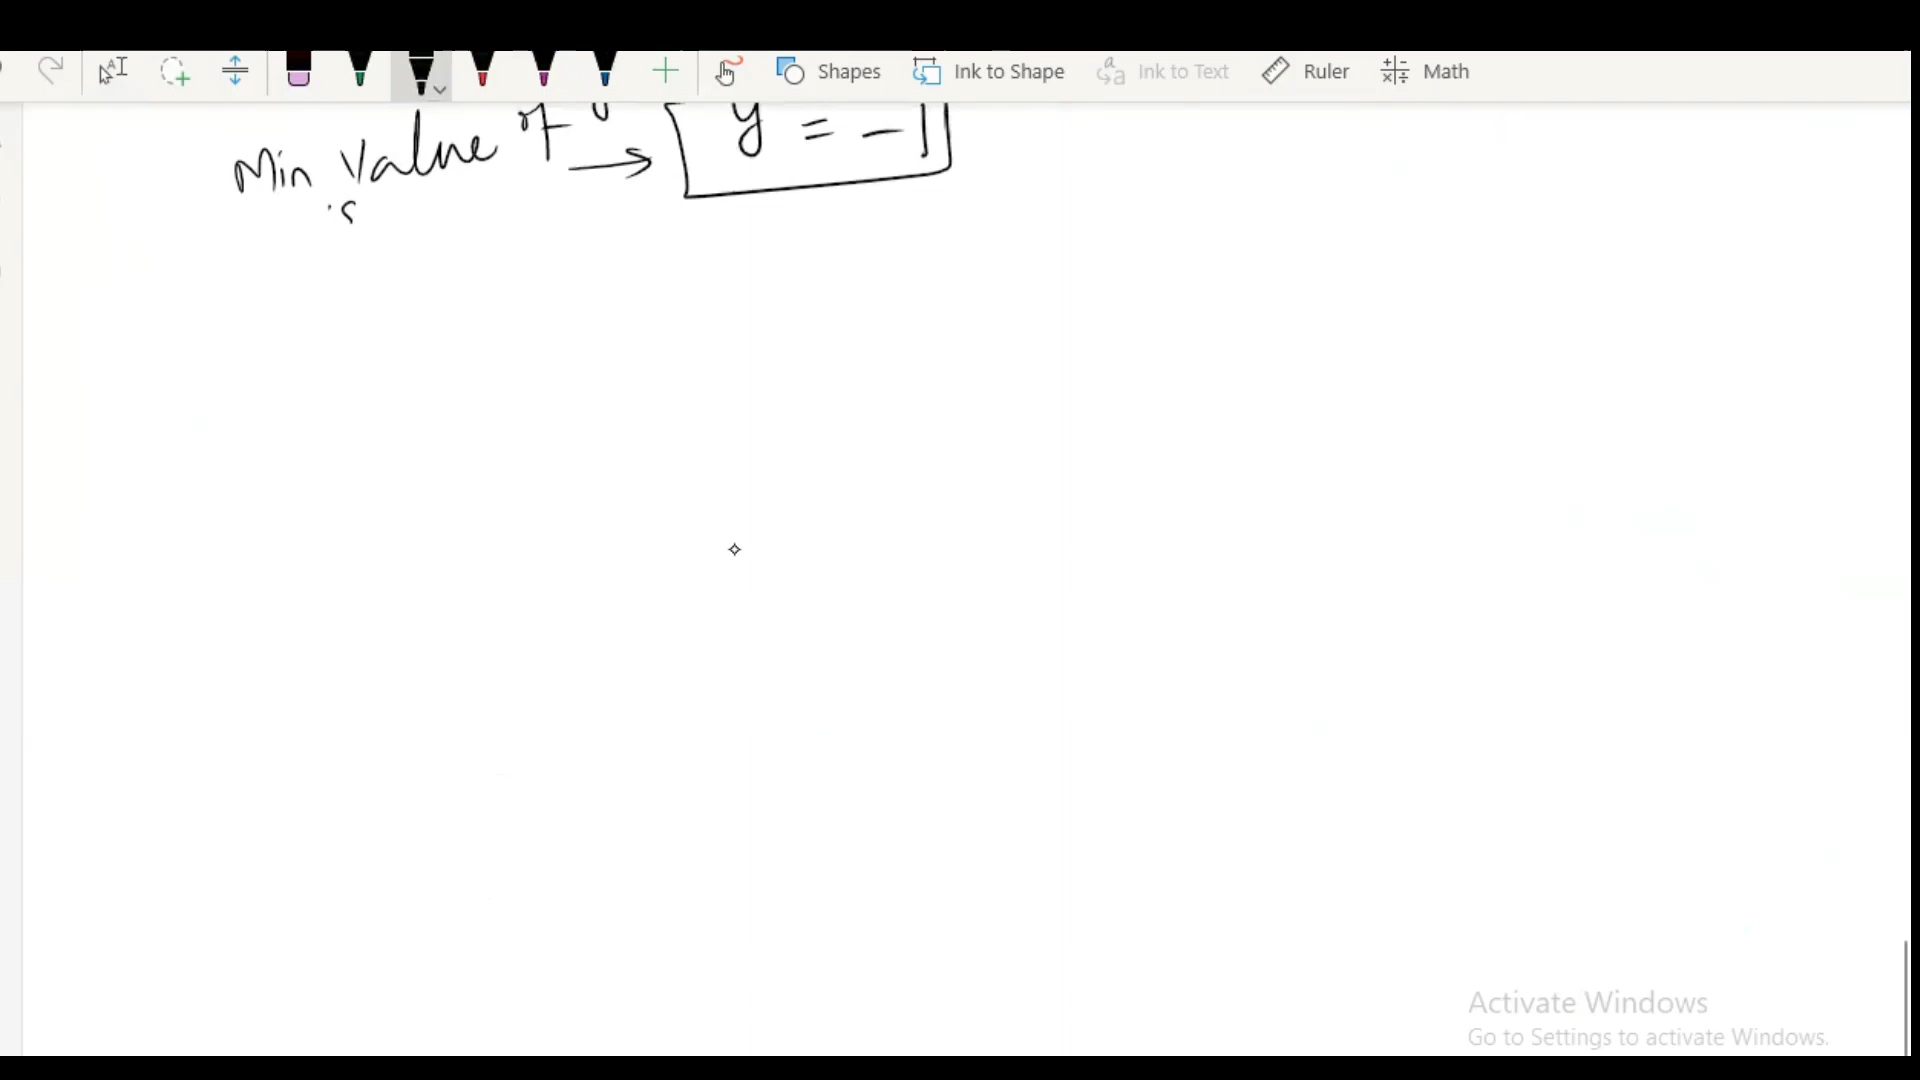 Shapes Ink to Shape Ink to Text Ruler Math
Min Value of y → y = -1
is
Activate Windows
Go to Settings to activate Windows.